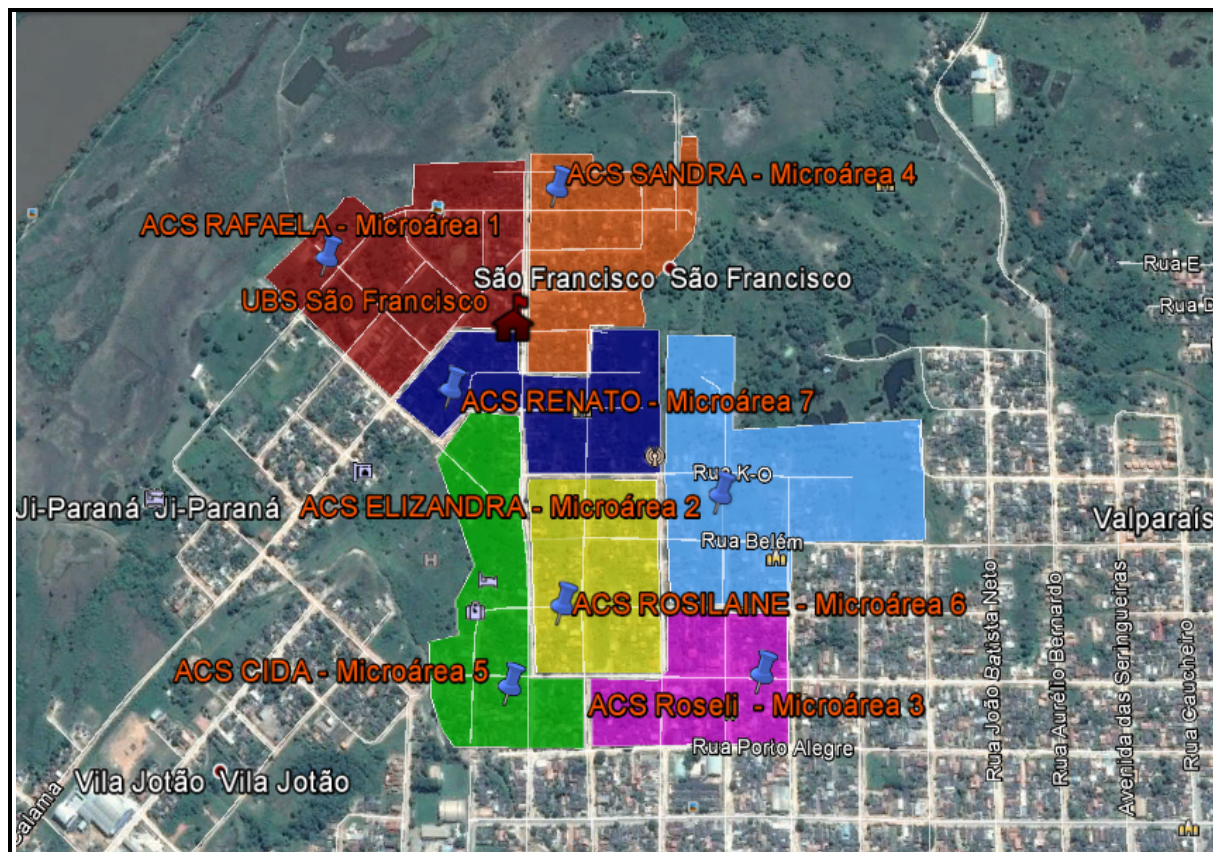 ACS SANDRA - Microárea 4
ACS RAFAELA - Microárea 1
Rua E
São Francisco São Francisco
UBS São Francisco
Rua D
ACS RENATO - Microárea 7
Rua K-O
ACS ELIZANDRA - Microárea 2
Ji-Paraná Ji-Paraná
Valparaís
Rua Belém
ACS ROSILAINE - Microárea 6
ACS CIDA - Microárea 5
ACS Roseli - Microárea 3
Rua João Batista Neto
Rua Aurélio Bernardo
Avenida das Seringueiras
Rua Caucheiro
Rua Porto Alegre
Vila Jotão Vila Jotão
Calama